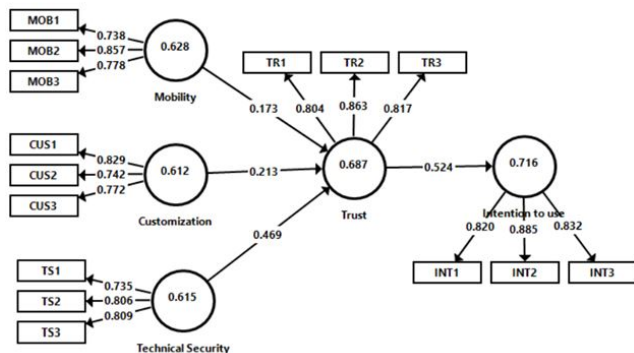 MOB1
0.738
MOB2
0.857
MOB3
0.778
0.628
Mobility
TR1
TR2
TR3
0.804
0.863
0.817
0.173
CUS1
0.829
CUS2
0.742
CUS3
0.772
0.612
Customization
0.213
0.687
Trust
0.524
0.716
Intention to use
0.820
0.885
0.832
INT1
INT2
INT3
0.469
TS1
0.735
TS2
0.806
TS3
0.809
0.615
Technical Security